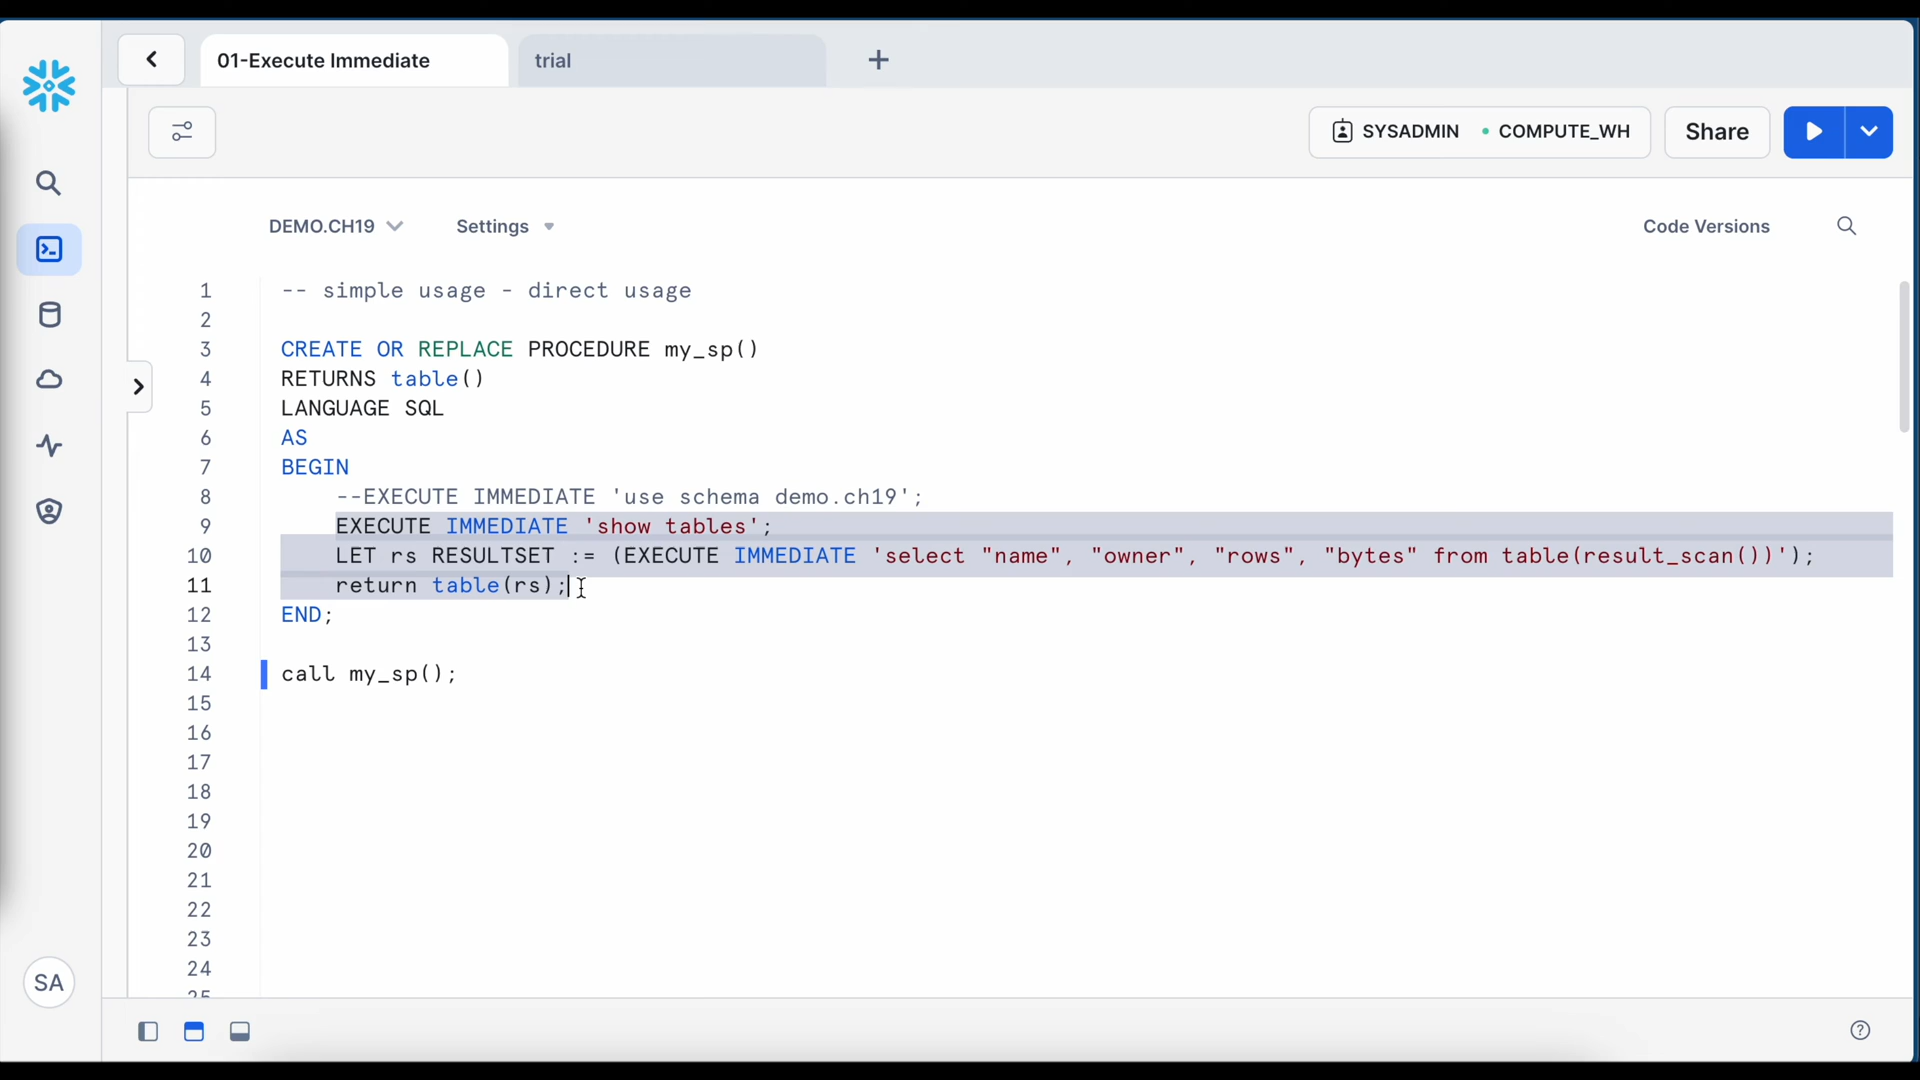 01-Execute Immediate
trial
SYSADMIN
COMPUTE_WH
Share
DEMO.CH19
Settings
Code Versions
1 -- simple usage - direct usage
2
3 CREATE OR REPLACE PROCEDURE my_sp()
4 RETURNS table()
5 LANGUAGE SQL
6 AS
7 BEGIN
8 --EXECUTE IMMEDIATE 'use schema demo.ch19';
9 EXECUTE IMMEDIATE 'show tables';
10 LET rs RESULTSET := (EXECUTE IMMEDIATE 'select "name", "owner", "rows", "bytes" from table(result_scan())');
11 return table(rs);
12 END;
13
14 call my_sp();
15
16
17
18
19
20
21
22
23
24
25
SA